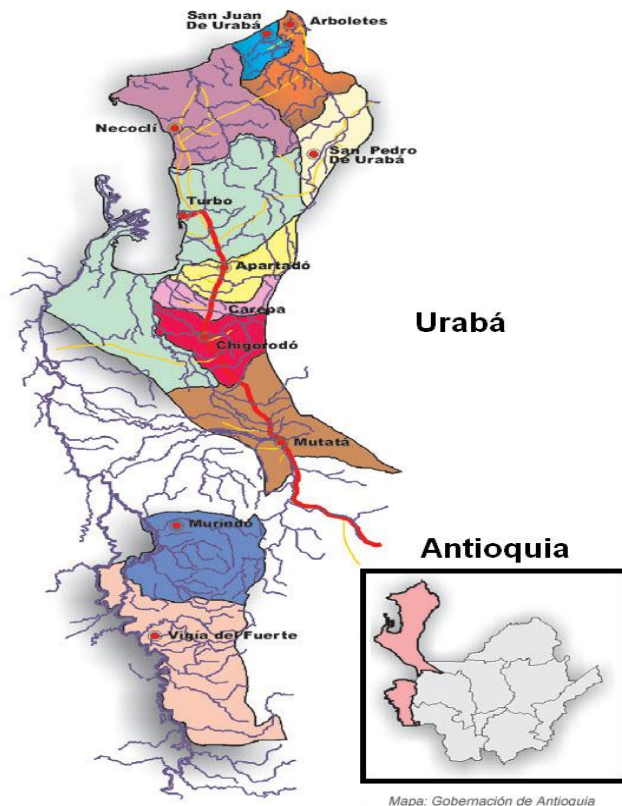 San Juan
De Urabá
Arboletes
Necoclí
San Pedro
De Urabá
Turbo
Apartadó
Carepa
Chigorodó
Urabá
Mutatá
Murindó
Antioquia
Vigía del Fuerte
Mapa: Gobernación de Antioquia